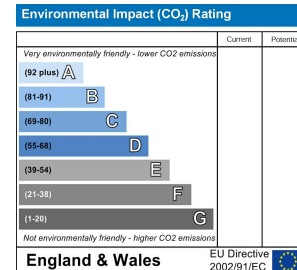 Environmental Impact (CO₂) Rating
Current Potentia
Very environmentally friendly - lower CO2 emissions
(92 plus) A
(81-91) B
(69-80) C
(55-68) D
(39-54) E
(21-38) F
(1-20) G
Not environmentally friendly - higher CO2 emissions
England & Wales
EU Directive
2002/91/EC